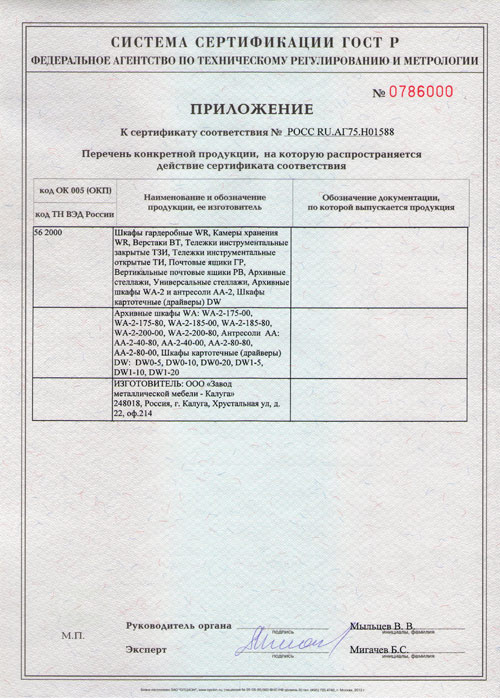 СИСТЕМА СЕРТИФИКАЦИИ ГОСТ Р
ФЕДЕРАЛЬНОЕ АГЕНТСТВО ПО ТЕХНИЧЕСКОМУ РЕГУЛИРОВАНИЮ И МЕТРОЛОГИИ
№ 0786000
ПРИЛОЖЕНИЕ
К сертификату соответствия № РОСС RU.АГ75.Н01588
Перечень конкретной продукции, на которую распространяется
действие сертификата соответствия
код ОК 005 (ОКП)
код ТН ВЭД России
Наименование и обозначение
продукции, ее изготовитель
Обозначение документации,
по которой выпускается продукция
56 2000
Шкафы гардеробные WR, Камеры хранения
WR, Верстаки ВТ, Тележки инструментальные
закрытые ТЗИ, Тележки инструментальные
открытые ТИ, Почтовые ящики ГР,
Вертикальные почтовые ящики РВ, Архивные
стеллажи, Универсальные стеллажи, Архивные
шкафы WA-2 и антресоли AA-2, Шкафы
картотечные (драйверы) DW
Архивные шкафы WA: WA-2-175-00,
WA-2-175-80, WA-2-185-00, WA-2-185-80,
WA-2-200-00, WA-2-200-80, Антресоли AA:
AA-2-40-80, AA-2-40-00, AA-2-80-80,
AA-2-80-00, Шкафы картотечные (драйверы)
DW: DW0-5, DW0-10, DW0-20, DW1-5,
DW1-10, DW1-20
ИЗГОТОВИТЕЛЬ: ООО «Завод
металлической мебели - Калуга»
248018, Россия, г. Калуга, Хрустальная ул, д.
22, оф.214
М.П.
Руководитель органа
подпись
Мыльцев В. В.
инициалы, фамилия
Эксперт
подпись
Мигачев Б.С.
инициалы, фамилия